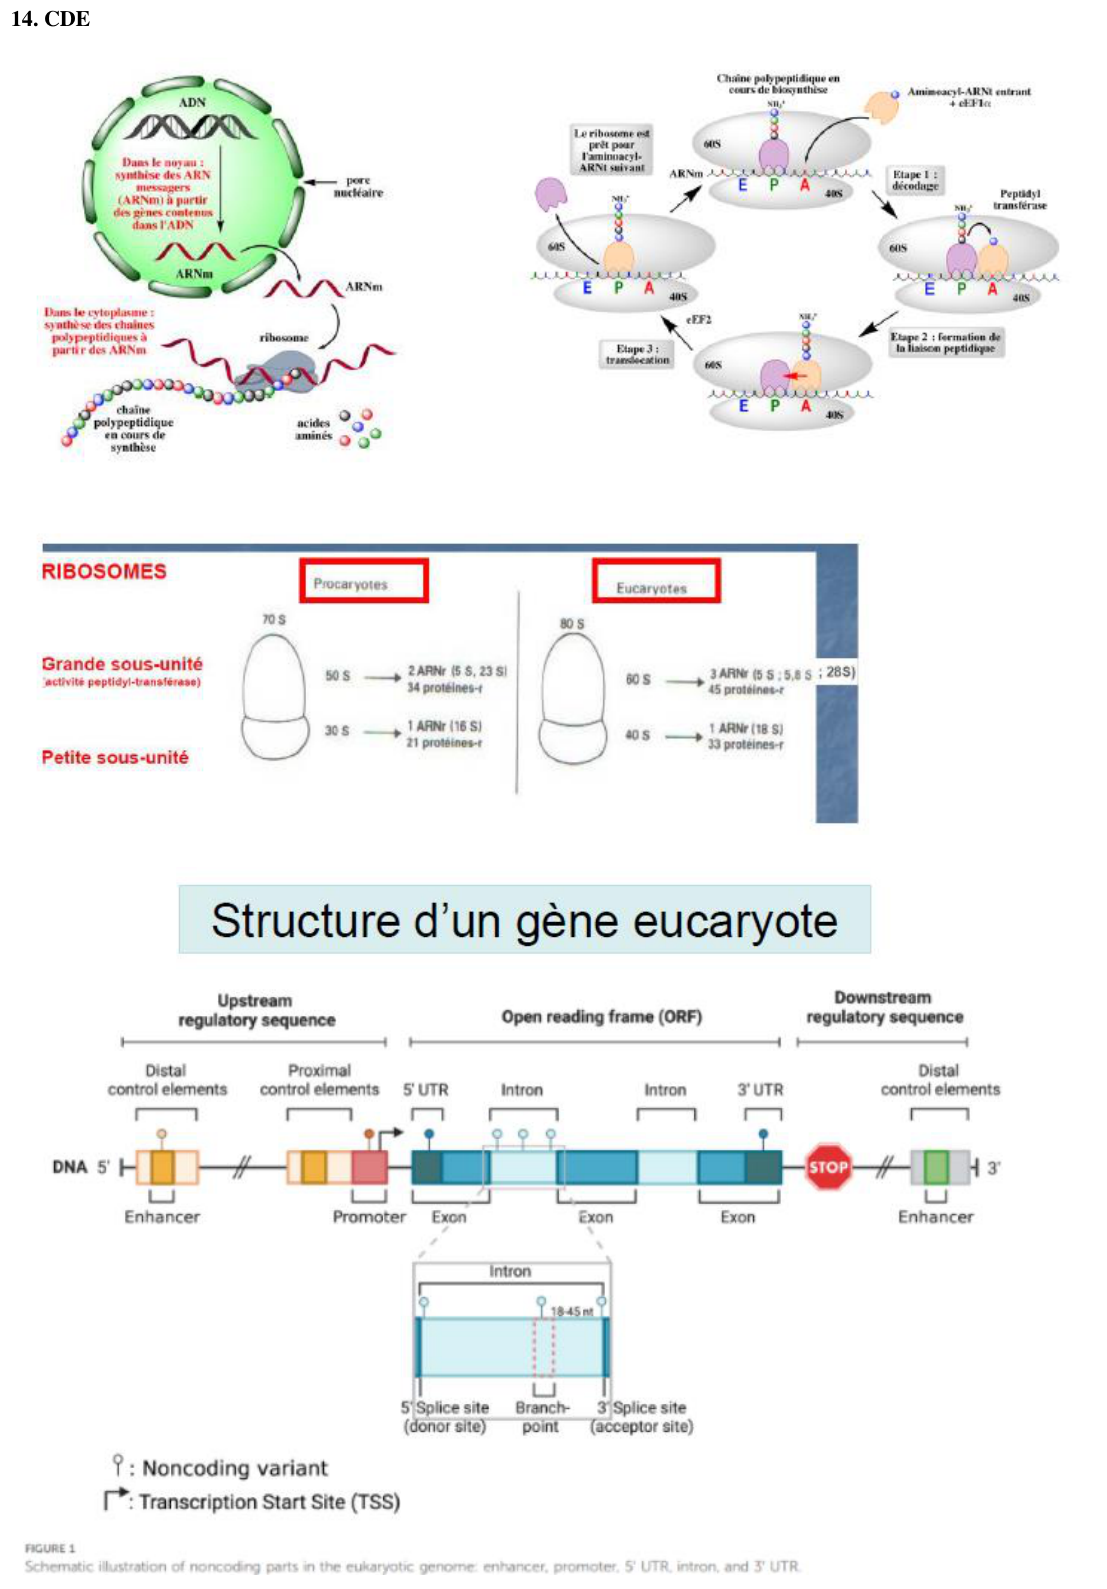 14. CDE
ADN
Dans le noyau :
synthèse des ARN
messagers
(ARNm) à partir
des gènes contenus
dans l'ADN
ARNm
pore
nucléaire
ARNm
Dans le cytoplasme :
synthèse des chaînes
polypeptidiques à
partir des ARNm
ribosome
chaîne
polypeptidique
en cours de
synthèse
acides
aminés
Chaîne polypeptidique en
cours de biosynthèse
NH₃⁺
Aminoacyl-ARNt entrant
+ eEF1α
60S
ARNm
E P A
40S
Le ribosome est
prêt pour
l'aminoacyl-
ARNt suivant
Etape 1 :
décodage
Peptidyl
transférase
NH₃⁺
60S
E P A
40S
NH₃⁺
60S
E P A
40S
Etape 2 : formation de
la liaison peptidique
eEF2
Etape 3 :
translocation
NH₃⁺
60S
E P A
40S
RIBOSOMES
Procaryotes
Eucaryotes
70 S
80 S
Grande sous-unité
(activité peptidyl-transférase)
50 S
2 ARNr (5 S, 23 S)
34 protéines-r
60 S
3 ARNr (5 S ; 5,8 S ; 28S)
45 protéines-r
30 S
1 ARNr (16 S)
21 protéines-r
40 S
1 ARNr (18 S)
33 protéines-r
Petite sous-unité
Structure d'un gène eucaryote
Upstream
regulatory sequence
Open reading frame (ORF)
Downstream
regulatory sequence
Distal
control elements
Proximal
control elements
5' UTR
Intron
Intron
3' UTR
Distal
control elements
DNA 5'
STOP
3'
Enhancer
Promoter
Exon
Exon
Exon
Enhancer
Intron
18-45 nt
5' Splice site
(donor site)
Branch-
point
3' Splice site
(acceptor site)
: Noncoding variant
: Transcription Start Site (TSS)
FIGURE 1
Schematic illustration of noncoding parts in the eukaryotic genome: enhancer, promoter, 5' UTR, intron, and 3' UTR.